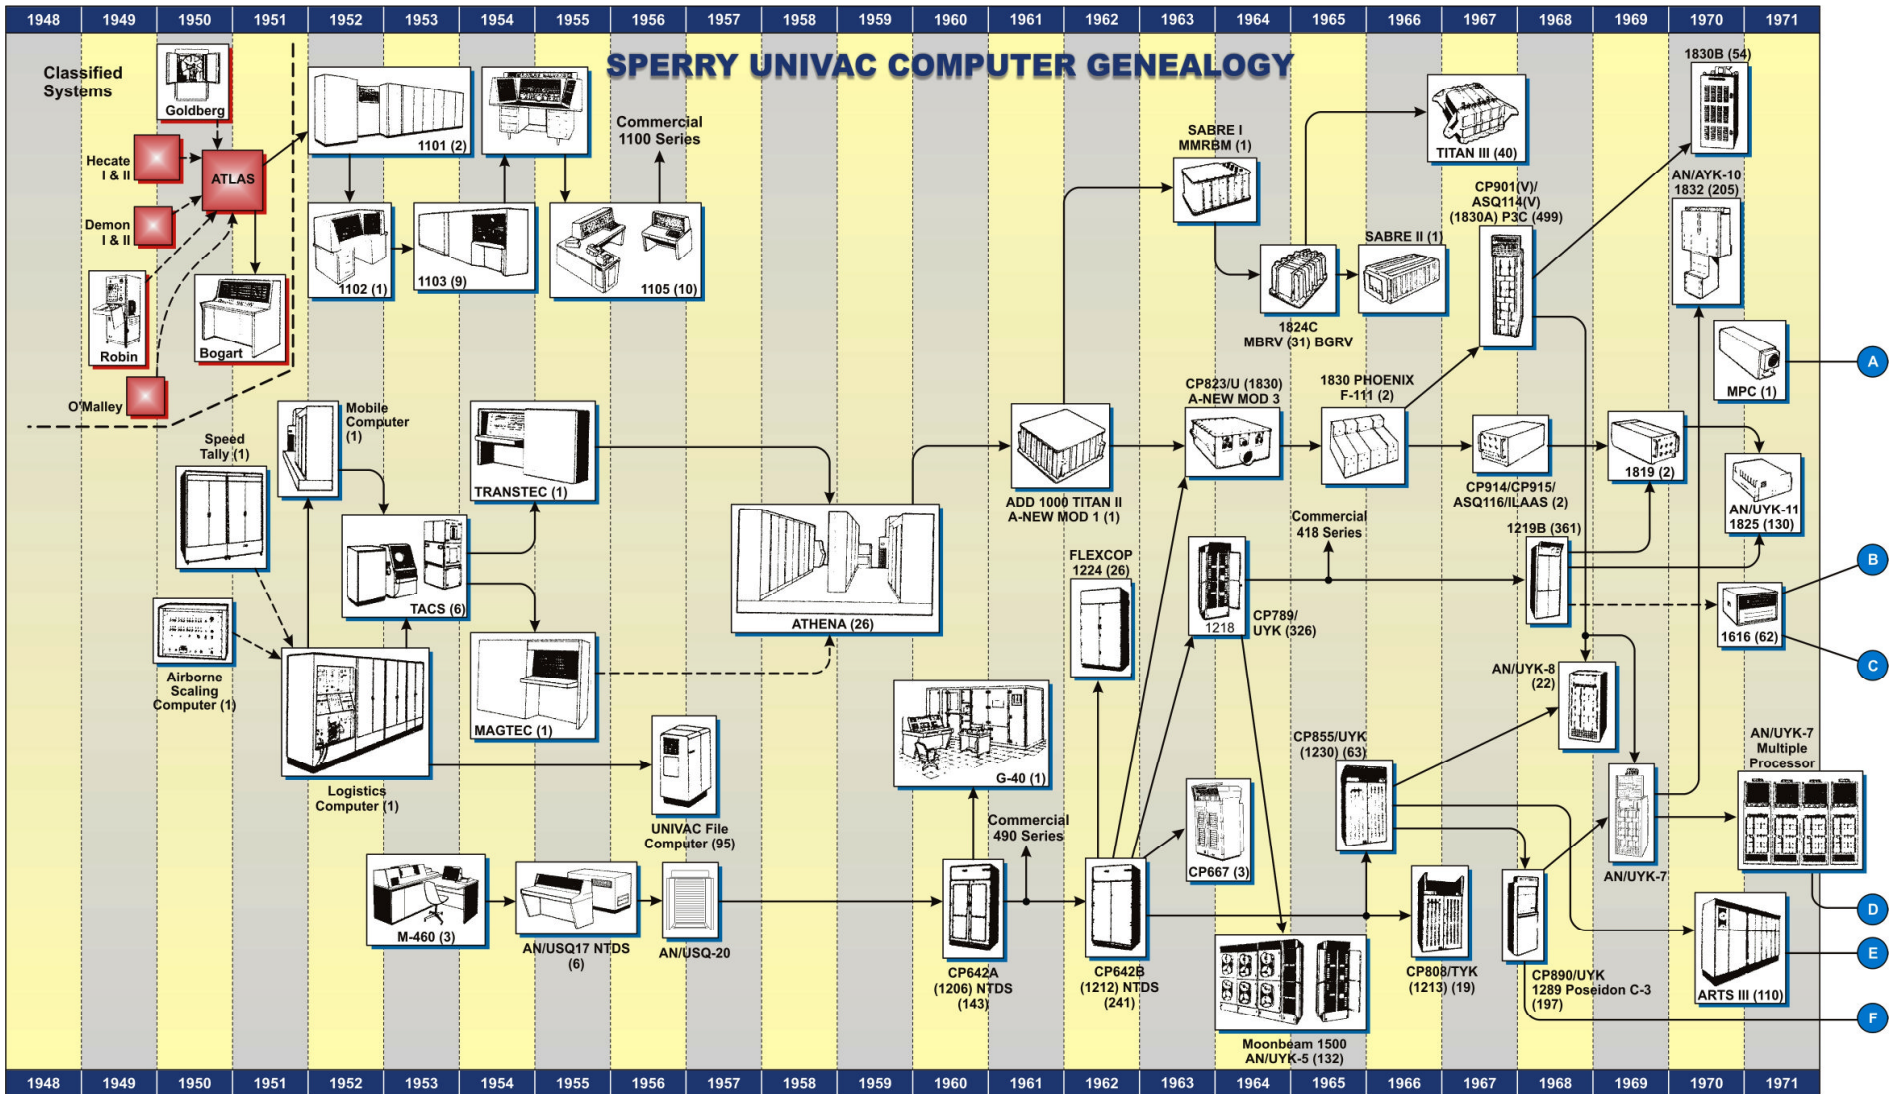 1948 1949 1950 1951 1952 1953 1954 1955 1956 1957 1958 1959 1960 1961 1962 1963 1964 1965 1966 1967 1968 1969 1970 1971
SPERRY UNIVAC COMPUTER GENEALOGY
Classified
Systems
Goldberg
Hecate
I & II
ATLAS
Demon
I & II
Robin
Bogart
O'Malley
1101 (2)
1102 (1)
1103 (9)
Commercial
1100 Series
1105 (10)
SABRE I
MMRBM (1)
TITAN III (40)
1830B (54)
AN/AYK-10
1832 (205)
CP901(V)/
ASQ114(V)
(1830A) P3C (499)
SABRE II (1)
1824C
MBRV (31) BGRV
MPC (1)
A
Speed
Tally (1)
Mobile
Computer
(1)
TRANSTEC (1)
TACS (6)
MAGTEC (1)
ATHENA (26)
Airborne
Scaling
Computer (1)
Logistics
Computer (1)
UNIVAC File
Computer (95)
ADD 1000 TITAN II
A-NEW MOD 1 (1)
CP823/U (1830)
A-NEW MOD 3
1830 PHOENIX
F-111 (2)
CP914/CP915/
ASQ116/ILAAS (2)
1819 (2)
AN/UYK-11
1825 (130)
FLEXCOP
1224 (26)
1218
CP789/
UYK (326)
Commercial
418 Series
1219B (361)
B
1616 (62)
C
AN/UYK-8
(22)
G-40 (1)
CP855/UYK
(1230) (63)
AN/UYK-7
Multiple
Processor
Commercial
490 Series
CP667 (3)
AN/UYK-7
M-460 (3)
AN/USQ17 NTDS
(6)
AN/USQ-20
CP642A
(1206) NTDS
(143)
CP642B
(1212) NTDS
(241)
Moonbeam 1500
AN/UYK-5 (132)
CP808/TYK
(1213) (19)
CP890/UYK
1289 Poseidon C-3
(197)
ARTS III (110)
D
E
F
1948 1949 1950 1951 1952 1953 1954 1955 1956 1957 1958 1959 1960 1961 1962 1963 1964 1965 1966 1967 1968 1969 1970 1971